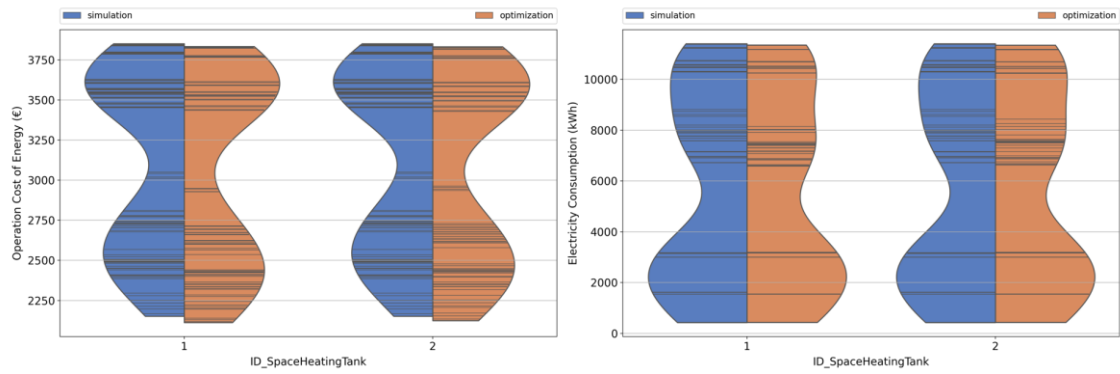 simulation
optimization
Operation Cost of Energy (€)
3750
3500
3250
3000
2750
2500
2250
1
2
ID_SpaceHeatingTank
simulation
optimization
Electricity Consumption (kWh)
10000
8000
6000
4000
2000
0
1
2
ID_SpaceHeatingTank